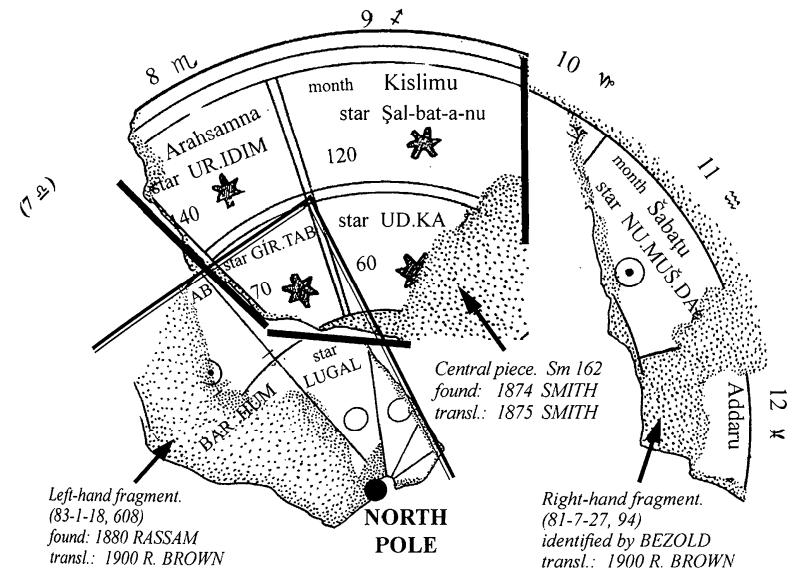 9 ♐
8 ♏
10 ♑
month Kislimu
star Ṣal-bat-a-nu
120
Arahsamna
star UR.IDIM
140
11 ♒
month Šabaṭu
star NU.MUŠ.DA
(7 ♎)
star UD.KA
60
star GÍR.TAB
70
AB
star
LUGAL
BAR HUM
12 ♓
Addaru
Central piece. Sm 162
found: 1874 SMITH
transl.: 1875 SMITH
Left-hand fragment.
(83-1-18, 608)
found: 1880 RASSAM
transl.: 1900 R. BROWN
NORTH
POLE
Right-hand fragment.
(81-7-27, 94)
identified by BEZOLD
transl.: 1900 R. BROWN